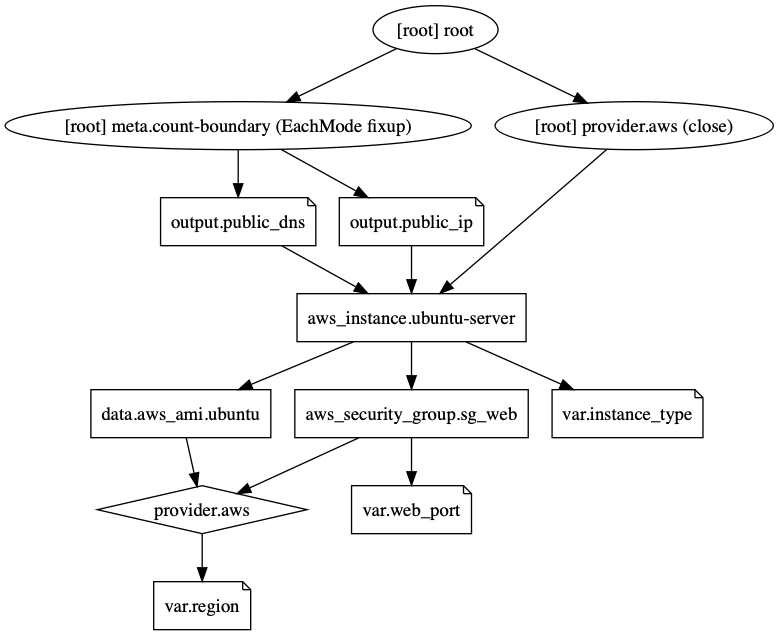 [root] root
[root] meta.count-boundary (EachMode fixup)
[root] provider.aws (close)
output.public_dns
output.public_ip
aws_instance.ubuntu-server
data.aws_ami.ubuntu
aws_security_group.sg_web
var.instance_type
provider.aws
var.web_port
var.region